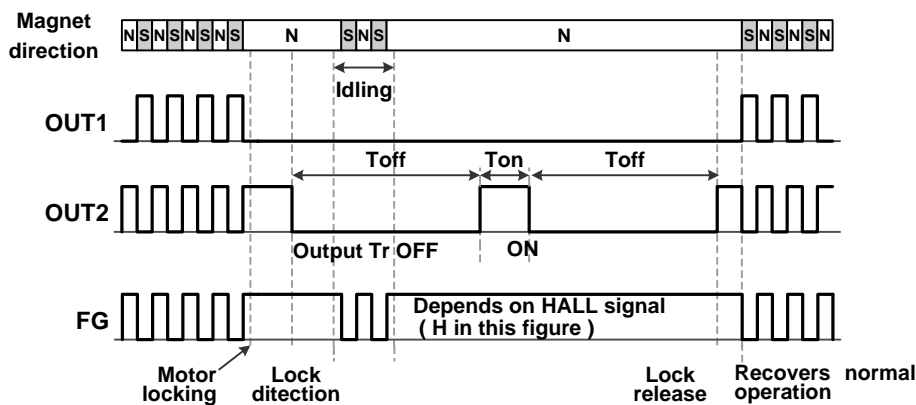 Magnet
direction
N S N S N S N S N S N S N S N S N N
Idling
OUT1
Toff Ton Toff
OUT2
Output Tr OFF ON
FG
Depends on HALL signal
( H in this figure )
Motor
locking
Lock
ditection
Lock
release
Recovers normal
operation